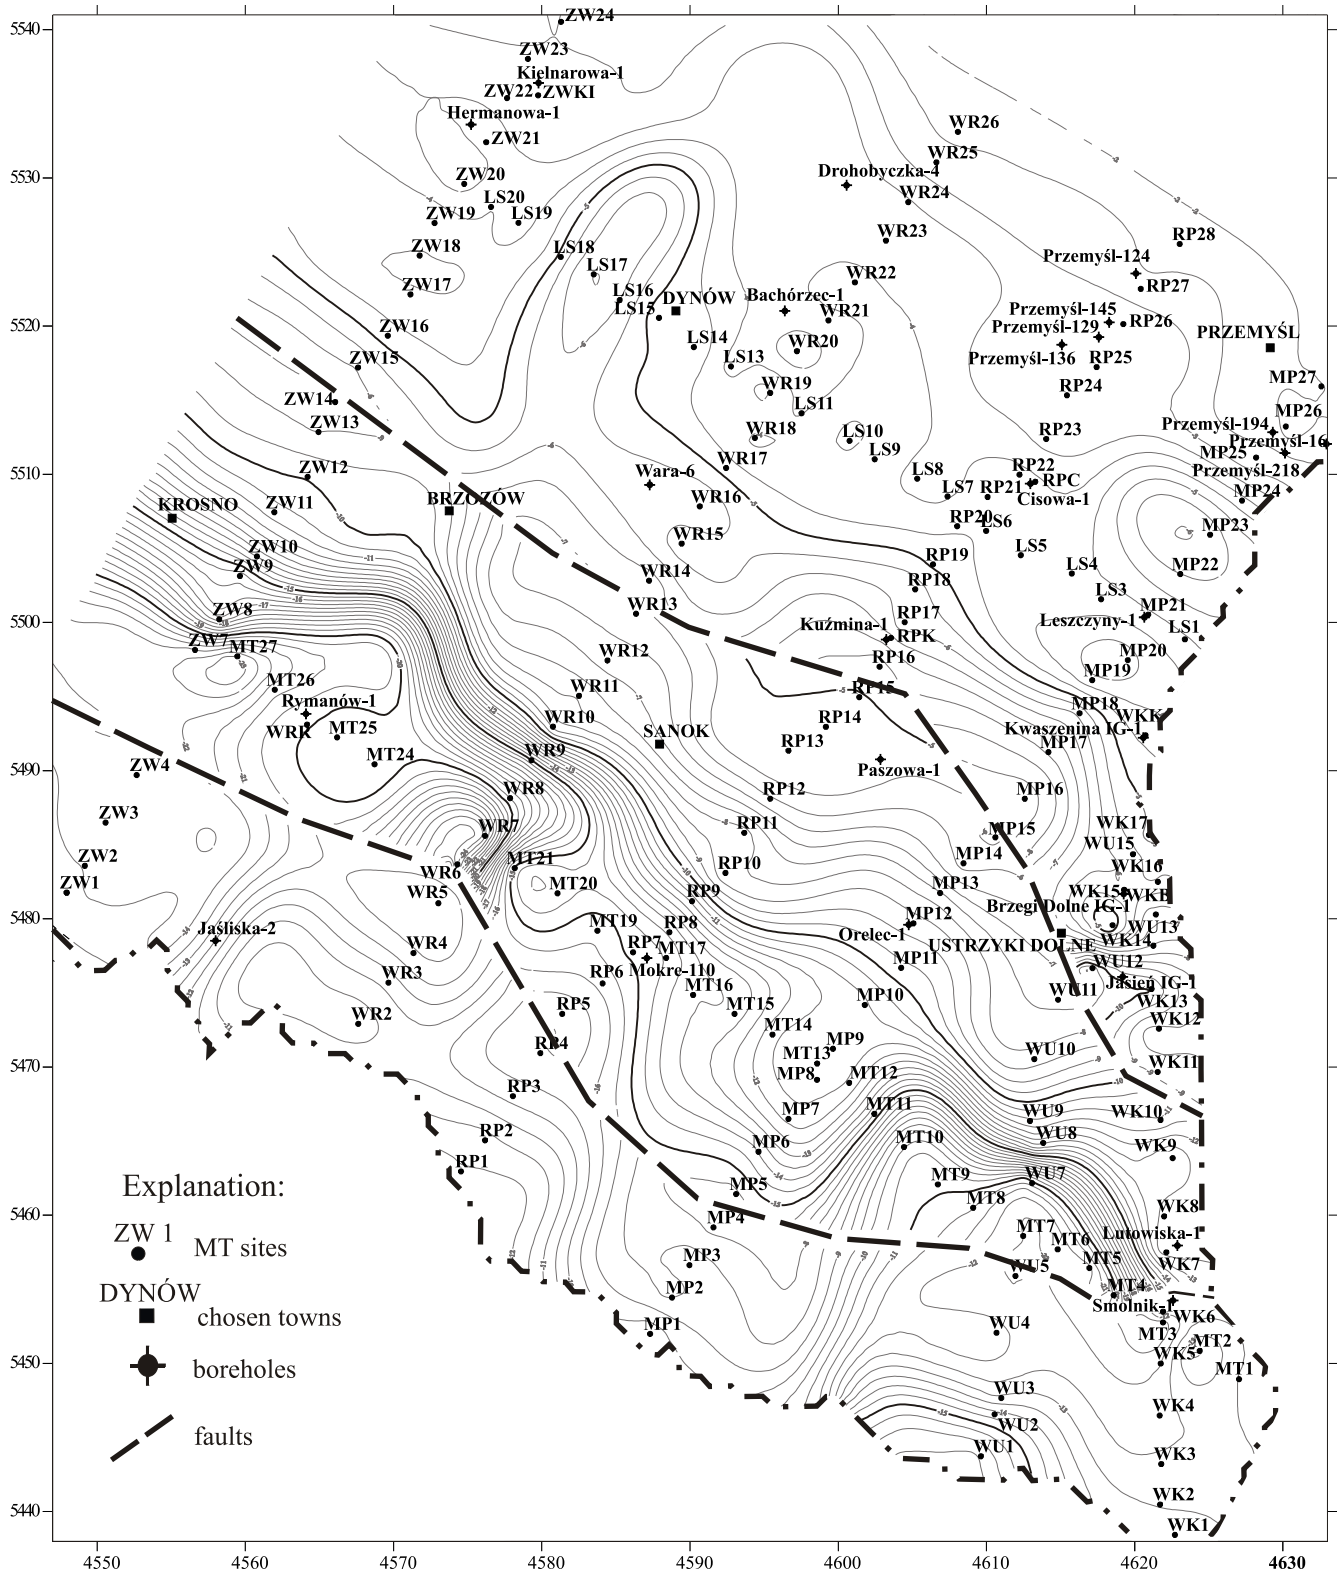 5540
5530
5520
5510
5500
5490
5480
5470
5460
5450
5440
4550
4560
4570
4580
4590
4600
4610
4620
4630
ZW24
ZW23
Kielnarowa-1
ZW22
ZWKI
Hermanowa-1
ZW21
ZW20
LS20
ZW19
LS19
ZW18
ZW17
ZW16
ZW15
ZW14
ZW13
ZW12
ZW11
KROSNO
ZW10
ZW9
ZW8
ZW7
MT27
MT26
Rymanów-1
WRK
MT25
MT24
ZW4
ZW3
ZW2
ZW1
Jaśliska-2
BRZOZÓW
LS18
LS17
LS16
LS15
DYNÓW
LS14
LS13
Bachórzec-1
WR26
WR25
Drohobyczka-4
WR24
WR23
WR22
WR21
WR20
WR19
LS11
WR18
LS10
LS9
WR17
Wara-6
WR16
WR15
WR14
WR13
WR12
WR11
WR10
WR9
SANOK
WR8
WR7
WR6
MT21
WR5
MT20
WR4
WR3
WR2
RP28
Przemyśl-124
RP27
Przemyśl-145
Przemyśl-129
RP26
PRZEMYŚL
Przemyśl-136
RP25
RP24
MP27
MP26
Przemyśl-194
Przemyśl-16
MP25
Przemyśl-218
MP24
RP23
LS8
RP22
RPC
LS7
RP21
Cisowa-1
RP20
LS6
MP23
LS5
RP19
RP18
LS4
MP22
LS3
RP17
Kuźmina-1
RPK
Leszczyny-1
MP21
LS1
RP16
MP20
MP19
RP15
RP14
MP18
WKK
Kwaszenina IG-1
RP13
MP17
Paszowa-1
RP12
MP16
RP11
MP15
WK17
WU15
RP10
MP14
WK16
MP13
WK15
WKB
RP9
Brzegi Dolne IG-1
MP12
WU13
Orelec-1
USTRZYKI DOLNE
WK14
MT19
RP8
RP7
MT17
MP11
WU12
Mokre-110
Jasień IG-1
RP6
MT16
WU11
WK13
RP5
MT15
MP10
WK12
MT14
RP4
MT13
MP9
WU10
WK11
MP8
MT12
RP3
MP7
MT11
WU9
WK10
RP2
MP6
MT10
WU8
WK9
RP1
MP5
MT9
WU7
MT8
WK8
MP4
MT7
Lutowiska-1
MT6
MT5
WK7
MP3
WU5
MP2
MT4
Smolnik-1
WK6
MP1
WU4
MT3
MT2
WK5
MT1
WU3
WK4
WU2
WU1
WK3
WK2
WK1
Explanation:
ZW 1
MT sites
DYNÓW
chosen towns
boreholes
faults